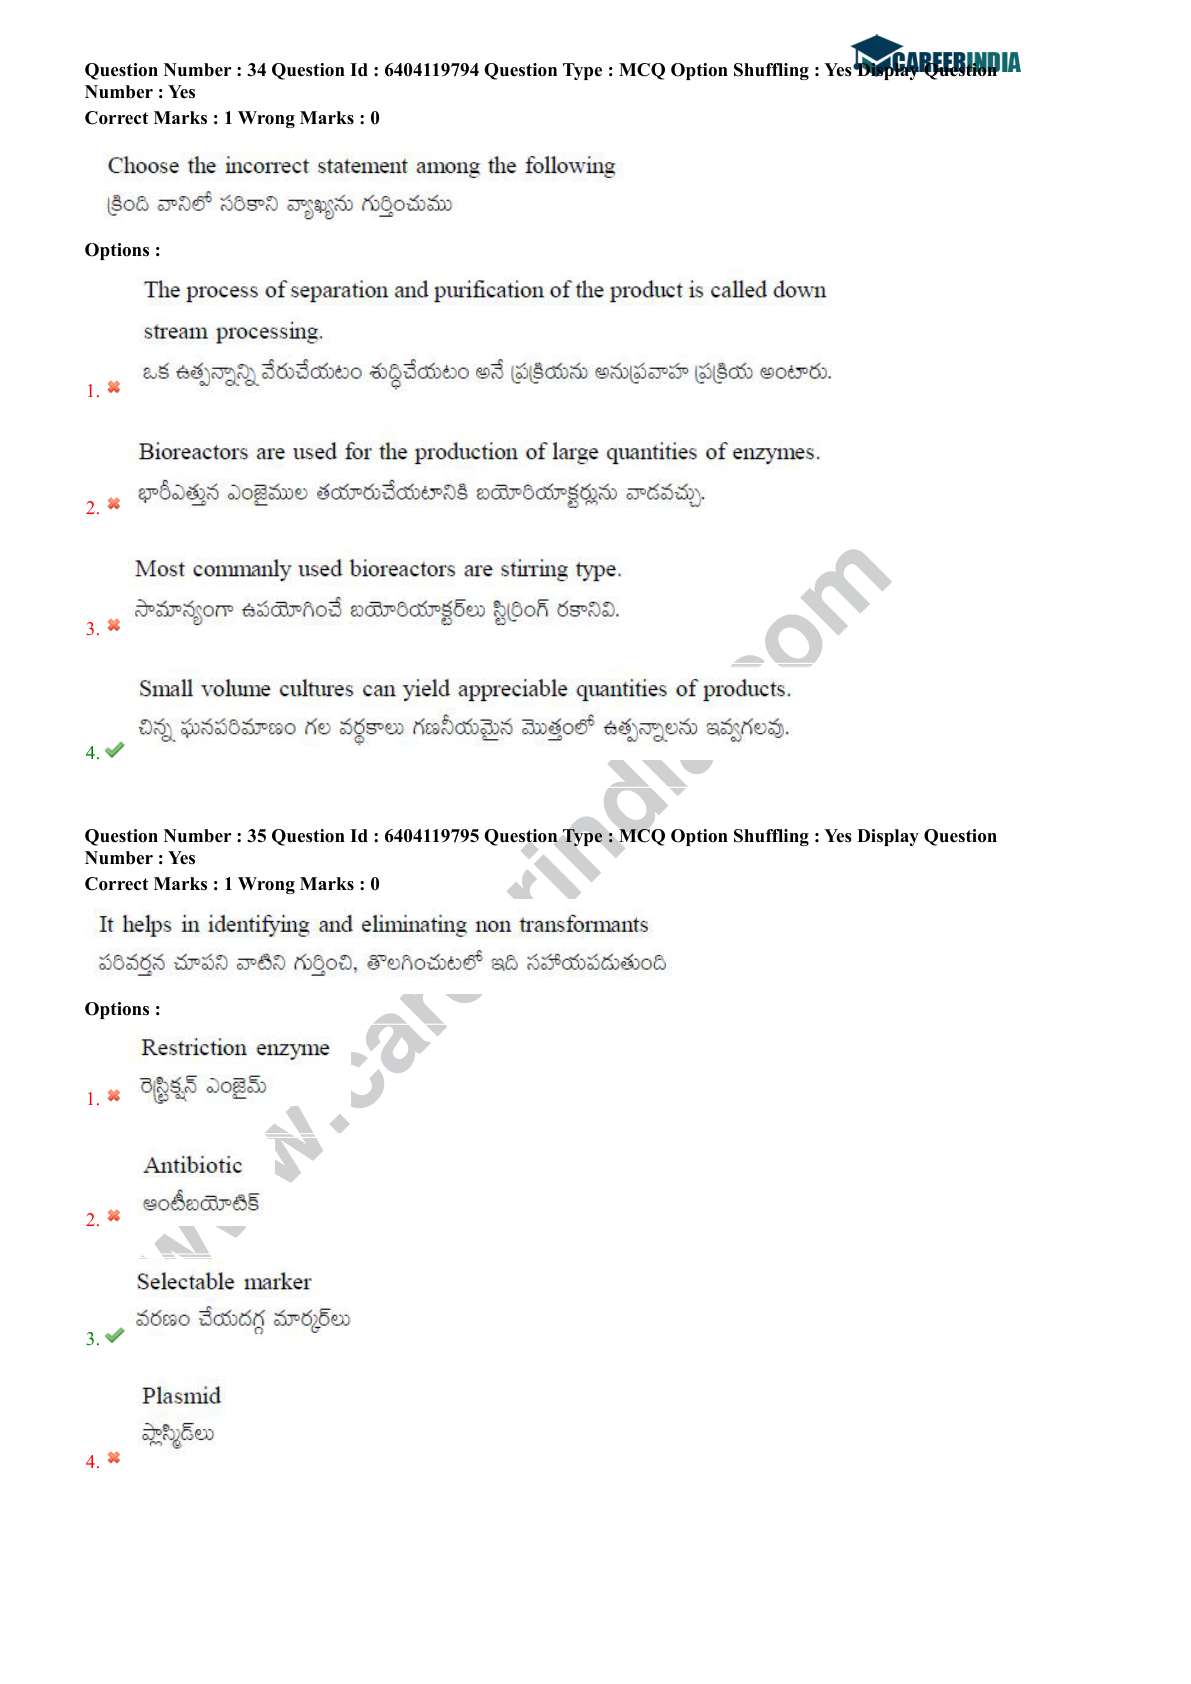 CAREERINDIA
Question Number : 34 Question Id : 6404119794 Question Type : MCQ Option Shuffling : Yes Display Question
Number : Yes
Correct Marks : 1 Wrong Marks : 0
Choose the incorrect statement among the following
క్రింది వానిలో సరికాని వ్యాఖ్యను గుర్తించుము
Options :
The process of separation and purification of the product is called down
stream processing.
ఒక ఉత్పన్నాన్ని వేరుచేయటం శుద్ధిచేయటం అనే ప్రక్రియను అనుప్రవాహ ప్రక్రియ అంటారు.
1.
Bioreactors are used for the production of large quantities of enzymes.
భారీఎత్తున ఎంజైముల తయారుచేయటానికి బయోరియాక్టర్లును వాడవచ్చు.
2.
Most commanly used bioreactors are stirring type.
సామాన్యంగా ఉపయోగించే బయోరియాక్టర్‌లు స్టిరింగ్ రకానివి.
3.
Small volume cultures can yield appreciable quantities of products.
చిన్న ఘనపరిమాణం గల వర్థకాలు గణనీయమైన మొత్తంలో ఉత్పన్నాలను ఇవ్వగలవు.
4.
Question Number : 35 Question Id : 6404119795 Question Type : MCQ Option Shuffling : Yes Display Question
Number : Yes
Correct Marks : 1 Wrong Marks : 0
It helps in identifying and eliminating non transformants
పరివర్తన చూపని వాటిని గుర్తించి, తొలగించుటలో ఇది సహాయపడుతుంది
Options :
Restriction enzyme
రెస్ట్రిక్షన్ ఎంజైమ్
1.
Antibiotic
ఆంటీబయోటిక్
2.
Selectable marker
వరణం చేయదగ్గ మార్కర్‌లు
3.
Plasmid
ప్లాస్మిడ్‌లు
4.